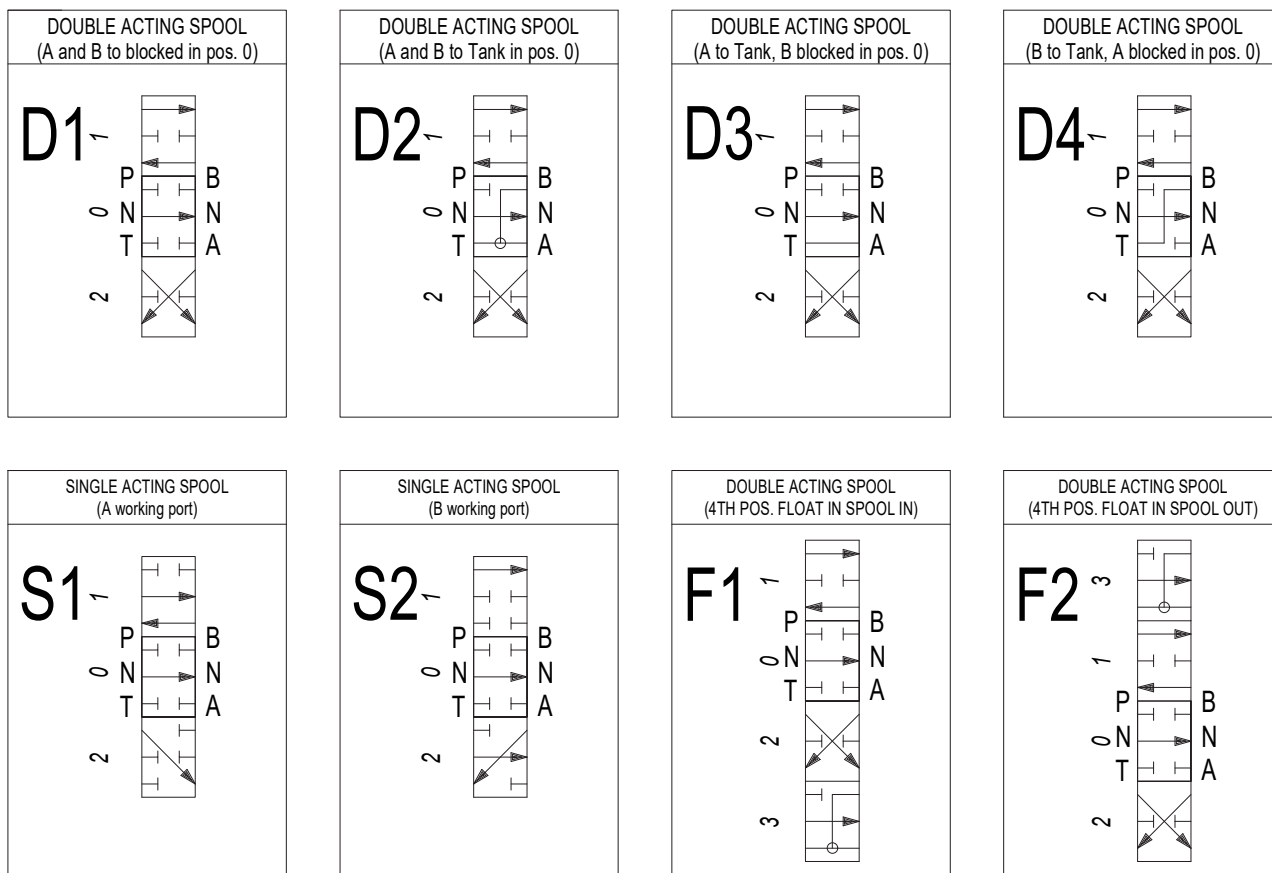 DOUBLE ACTING SPOOL
(A and B to blocked in pos. 0)
D1
1
P B
0 N N
T A
2
DOUBLE ACTING SPOOL
(A and B to Tank in pos. 0)
D2
1
P B
0 N N
T A
2
DOUBLE ACTING SPOOL
(A to Tank, B blocked in pos. 0)
D3
1
P B
0 N N
T A
2
DOUBLE ACTING SPOOL
(B to Tank, A blocked in pos. 0)
D4
1
P B
0 N N
T A
2
SINGLE ACTING SPOOL
(A working port)
S1
1
P B
0 N N
T A
2
SINGLE ACTING SPOOL
(B working port)
S2
1
P B
0 N N
T A
2
DOUBLE ACTING SPOOL
(4TH POS. FLOAT IN SPOOL IN)
F1
1
P B
0 N N
T A
2
3
DOUBLE ACTING SPOOL
(4TH POS. FLOAT IN SPOOL OUT)
F2
3
1
P B
0 N N
T A
2